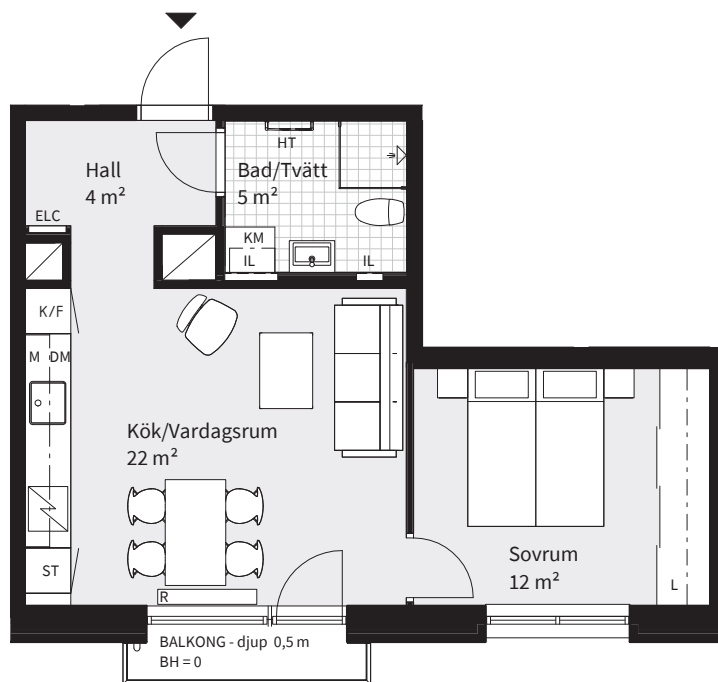 HT
Hall
4 m²
Bad/Tvätt
5 m²
ELC
KM
IL
IL
K/F
M DM
Kök/Vardagsrum
22 m²
Sovrum
12 m²
ST
L
R
BALKONG - djup 0,5 m
BH = 0